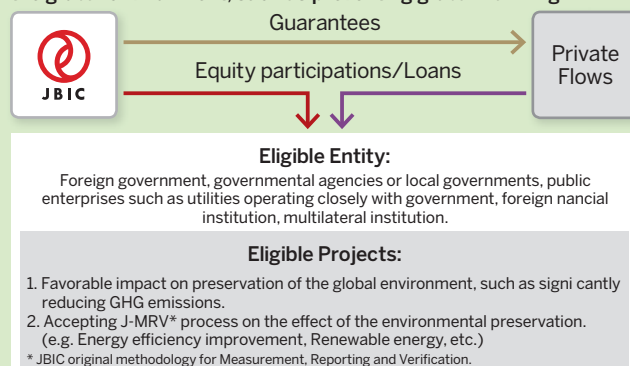 Guarantees
JBIC
Equity participations/Loans
Private
Flows
Eligible Entity:
Foreign government, governmental agencies or local governments, public
enterprises such as utilities operating closely with government, foreign nancial
institution, multilateral institution.
Eligible Projects:
1. Favorable impact on preservation of the global environment, such as signi cantly
reducing GHG emissions.
2. Accepting J-MRV* process on the effect of the environmental preservation.
(e.g. Energy efficiency improvement, Renewable energy, etc.)
* JBIC original methodology for Measurement, Reporting and Verification.